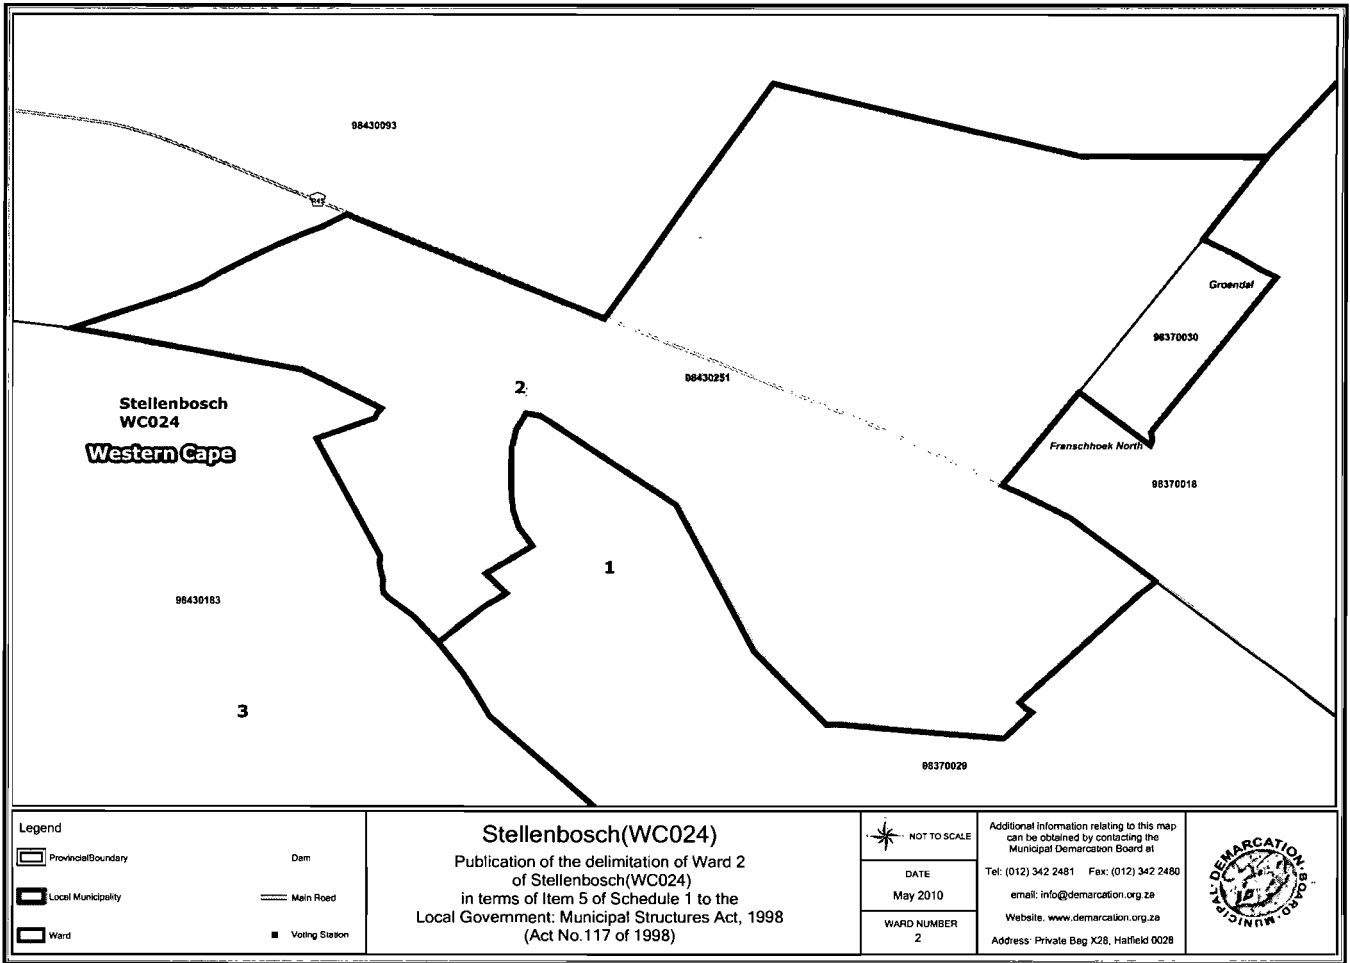 98430093
R45
Groendal
98370030
98430251
2
Stellenbosch
WC024
Western Cape
Franschhoek North
98370018
1
98430183
3
98370029
Legend
ProvincialBoundary
Dam
Local Municipality
Main Road
Ward
Voting Station
Stellenbosch(WC024)
Publication of the delimitation of Ward 2
of Stellenbosch(WC024)
in terms of Item 5 of Schedule 1 to the
Local Government: Municipal Structures Act, 1998
(Act No.117 of 1998)
NOT TO SCALE
DATE
May 2010
WARD NUMBER
2
Additional information relating to this map
can be obtained by contacting the
Municipal Demarcation Board at
Tel: (012) 342 2481 Fax: (012) 342 2480
email: info@demarcation.org.za
Website. www.demarcation.org.za
Address: Private Bag X28, Hatfield 0028
MUNICIPAL DEMARCATION BOARD